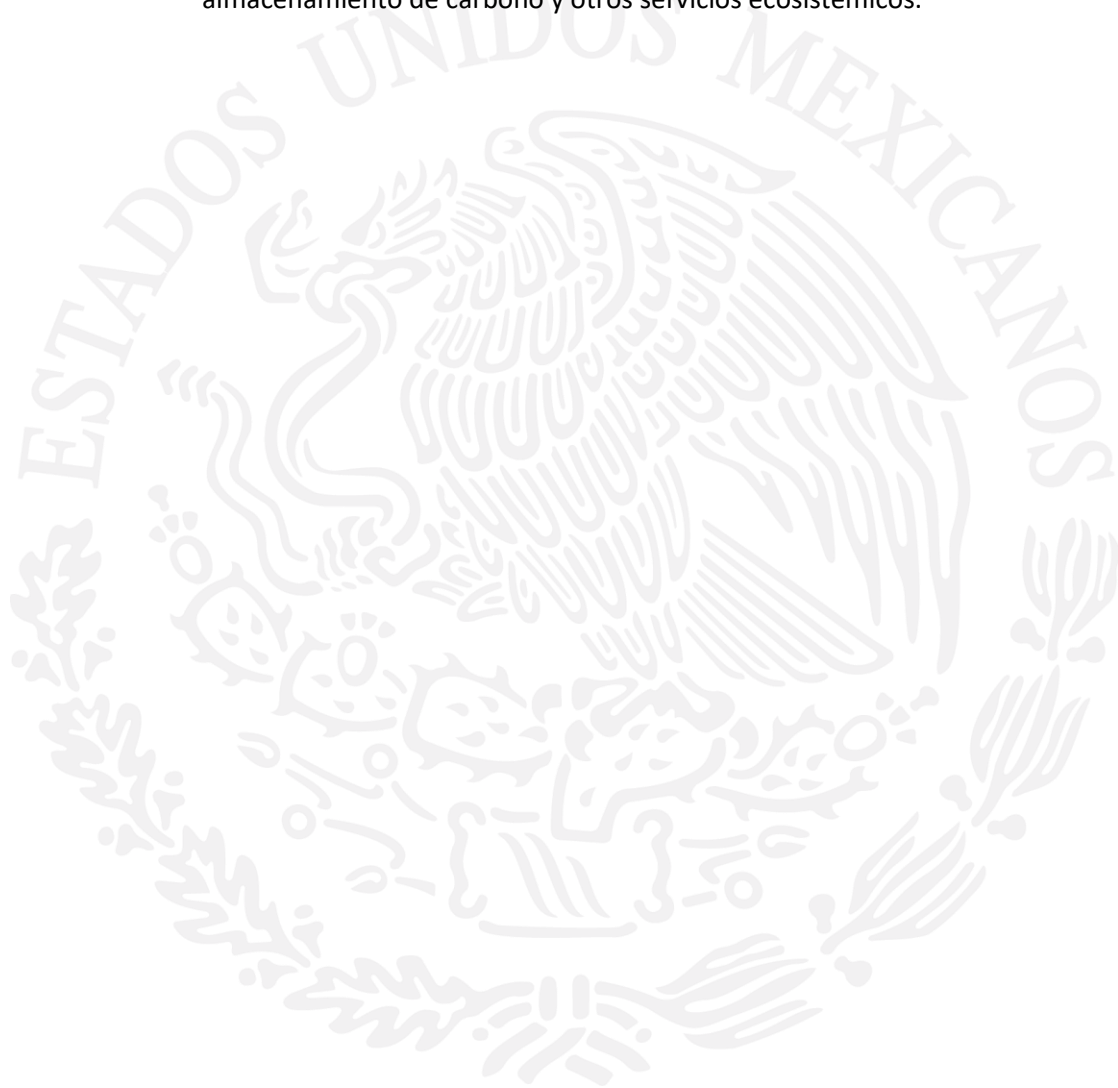 almacenamiento de carbono y otros servicios ecosistémicos.
ESTADOS UNIDOS MEXICANOS